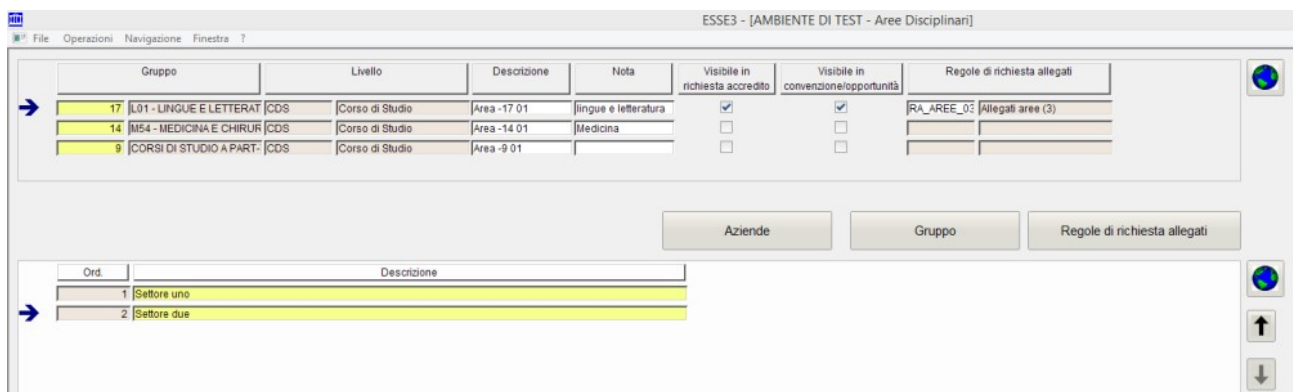 ESSE3 - [AMBIENTE DI TEST - Aree Disciplinari]
File Operazioni Navigazione Finestra ?
Gruppo Livello Descrizione Nota Visibile in richiesta accredito Visibile in convenzione/opportunità Regole di richiesta allegati
17 L01 - LINGUE E LETTERAT CDS Corso di Studio Area -17 01 lingue e letteratura RA_AREE_03 Allegati aree (3)
14 M54 - MEDICINA E CHIRUR CDS Corso di Studio Area -14 01 Medicina
9 CORSI DI STUDIO A PART- CDS Corso di Studio Area -9 01
Aziende Gruppo Regole di richiesta allegati
Ord. Descrizione
1 Settore uno
2 Settore due